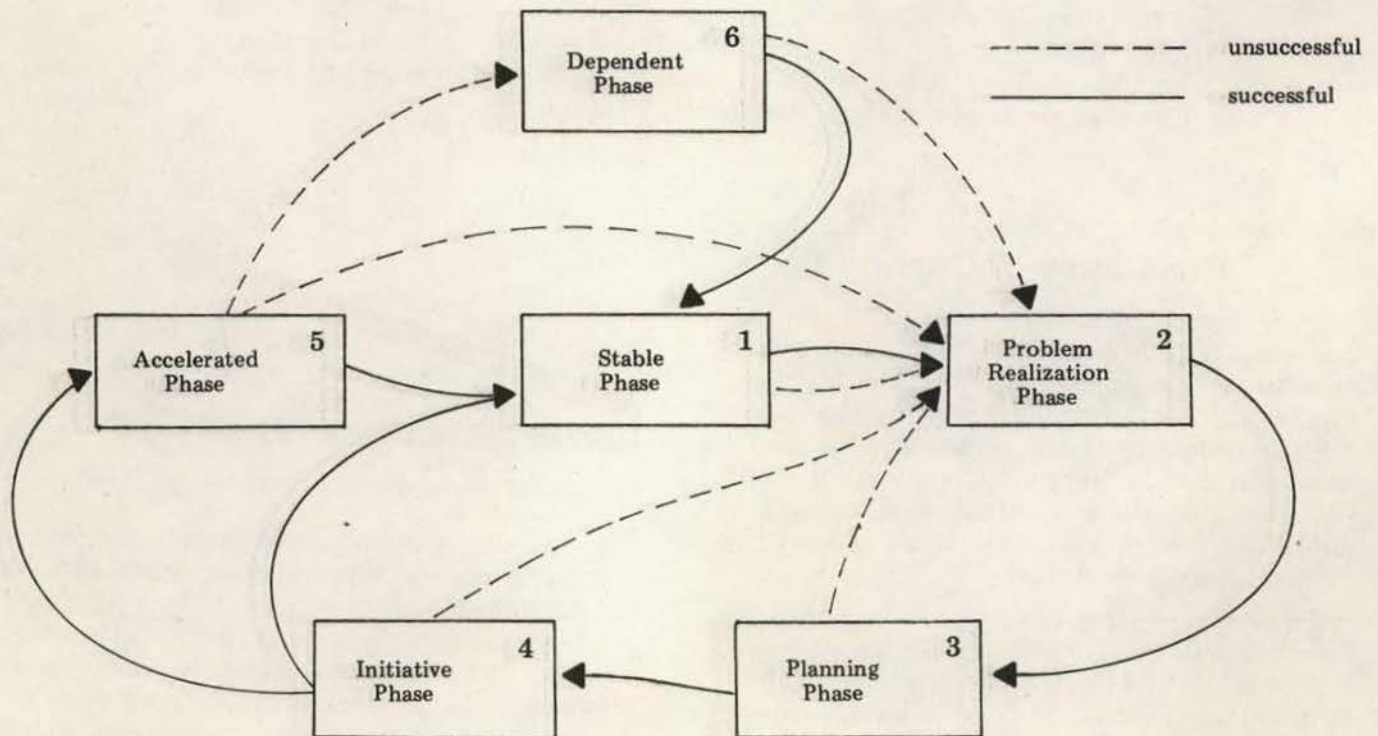 6
Dependent
Phase
unsuccessful
successful
5
Accelerated
Phase
1
Stable
Phase
2
Problem
Realization
Phase
4
Initiative
Phase
3
Planning
Phase